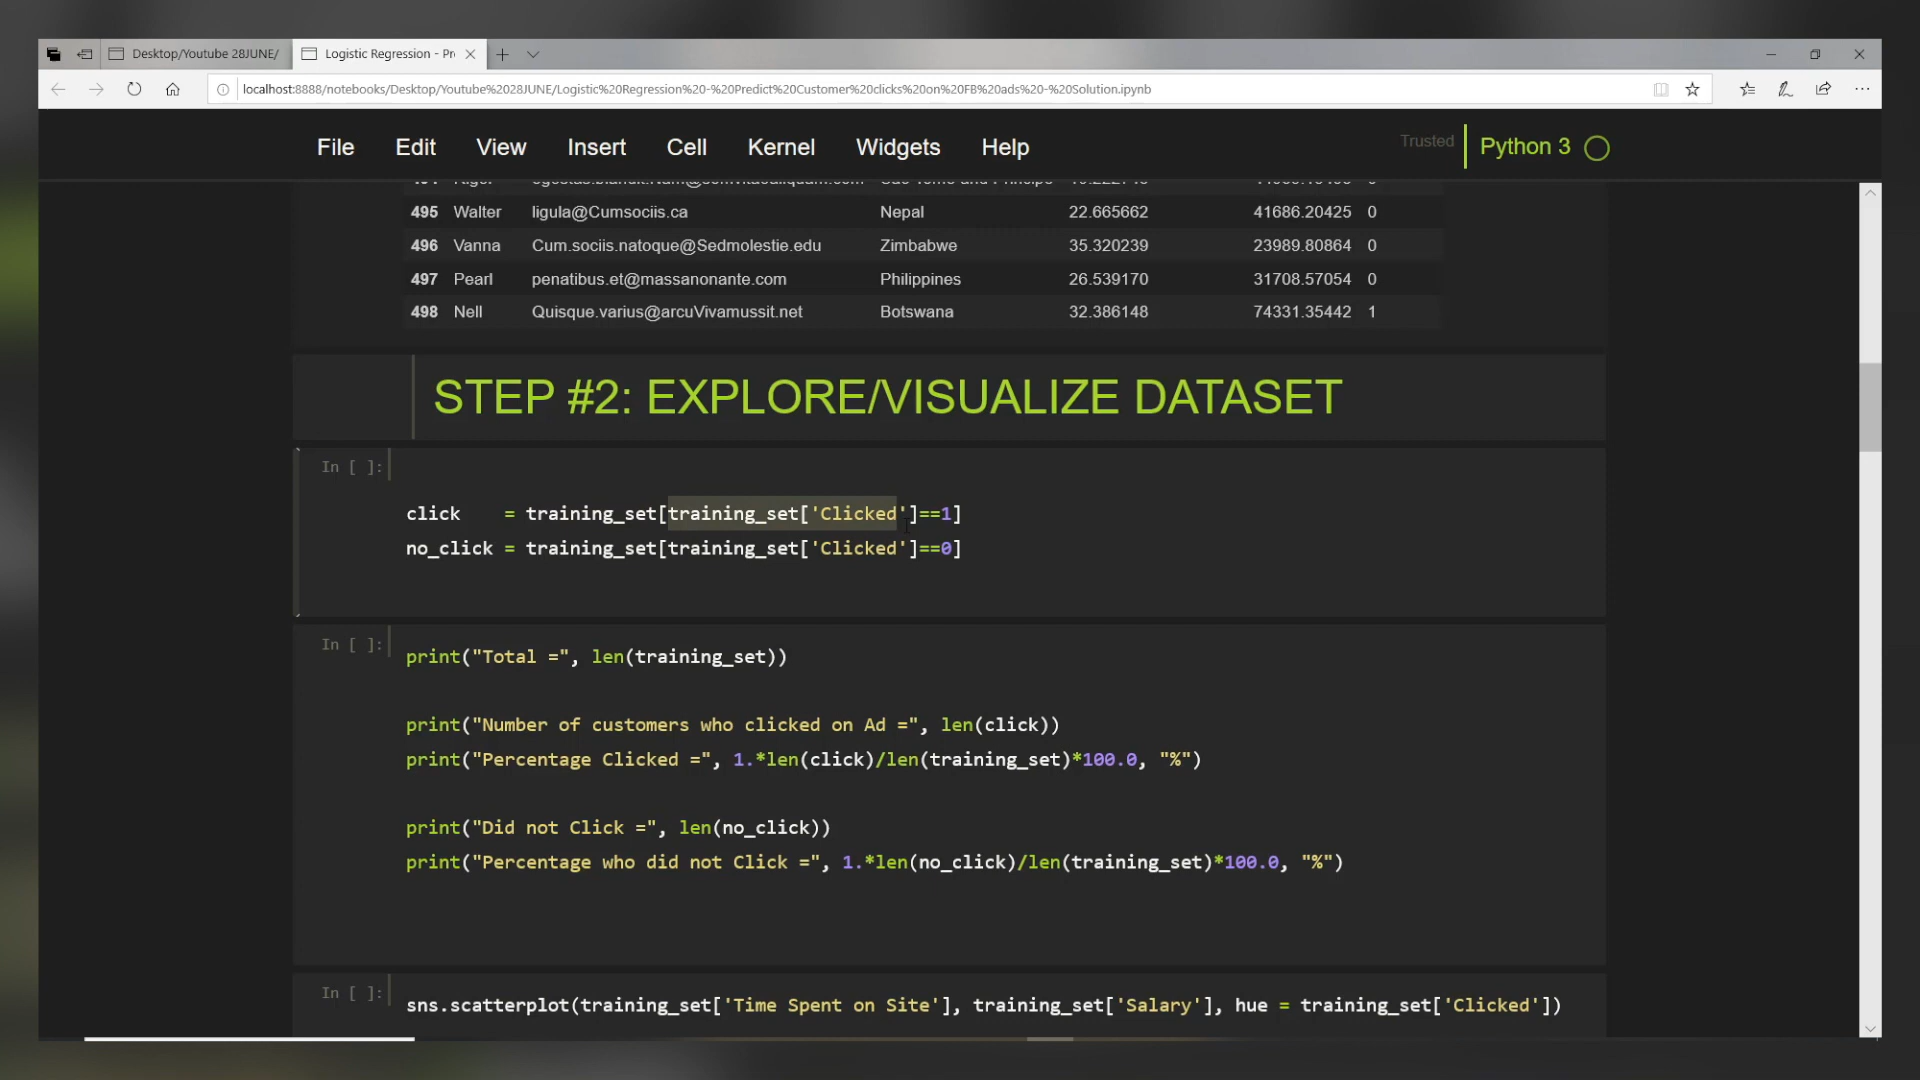 Desktop/Youtube 28JUNE/
Logistic Regression - Pr
localhost:8888/notebooks/Desktop/Youtube%2028JUNE/Logistic%20Regression%20-%20Predict%20Customer%20clicks%20on%20FB%20ads%20-%20Solution.ipynb
File Edit View Insert Cell Kernel Widgets Help
Trusted Python 3
495 Walter ligula@Cumsociis.ca Nepal 22.665662 41686.20425 0
496 Vanna Cum.sociis.natoque@Sedmolestie.edu Zimbabwe 35.320239 23989.80864 0
497 Pearl penatibus.et@massanonante.com Philippines 26.539170 31708.57054 0
498 Nell Quisque.varius@arcuVivamussit.net Botswana 32.386148 74331.35442 1
STEP #2: EXPLORE/VISUALIZE DATASET
In [ ]:
click = training_set[training_set['Clicked']==1]
no_click = training_set[training_set['Clicked']==0]
In [ ]:
print("Total =", len(training_set))
print("Number of customers who clicked on Ad =", len(click))
print("Percentage Clicked =", 1.*len(click)/len(training_set)*100.0, "%")
print("Did not Click =", len(no_click))
print("Percentage who did not Click =", 1.*len(no_click)/len(training_set)*100.0, "%")
In [ ]:
sns.scatterplot(training_set['Time Spent on Site'], training_set['Salary'], hue = training_set['Clicked'])